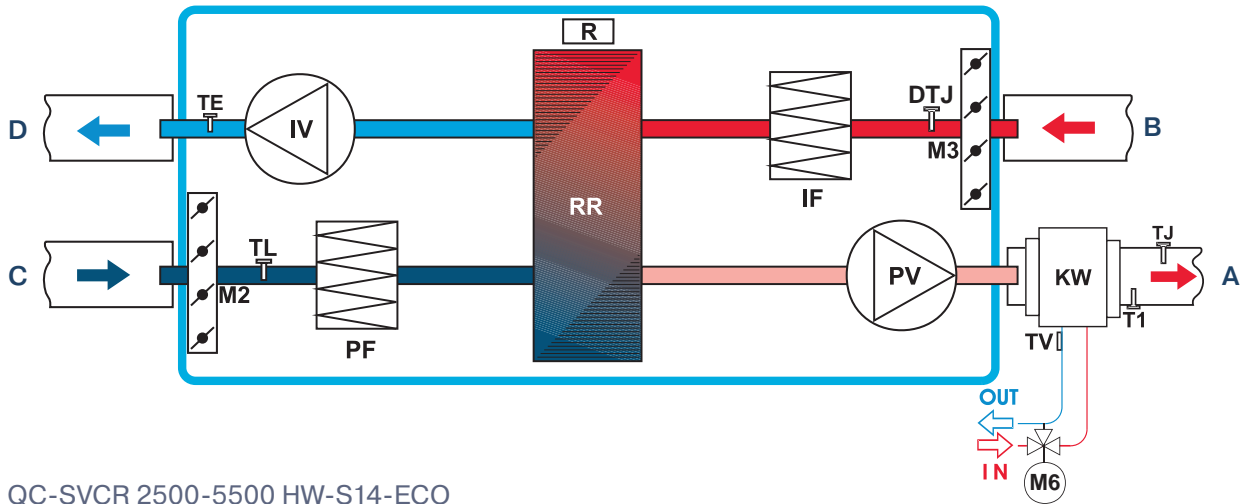 R
TE
IV
DTJ
D
B
M3
IF
RR
TL
TJ
C
M2
PV
KW
A
PF
T1
TV
OUT
IN
M6
QC-SVCR 2500-5500 HW-S14-ECO